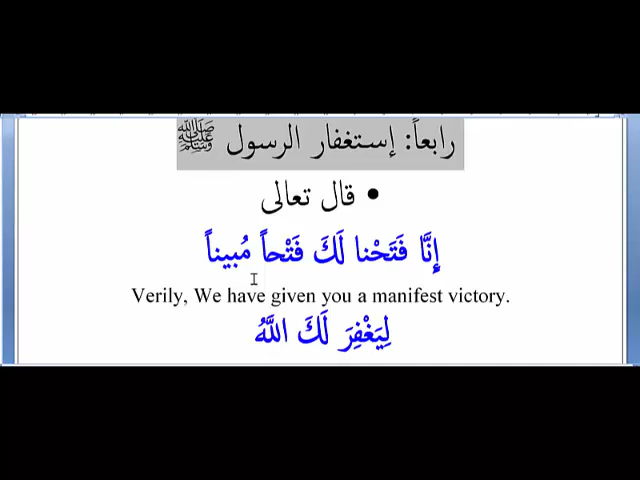 رابعاً: إستغفار الرسول ﷺ
• قال تعالى
إِنَّا فَتَحْنا لَكَ فَتْحاً مُبيناً
Verily, We have given you a manifest victory.
لِيَغْفِرَ لَكَ اللَّهُ